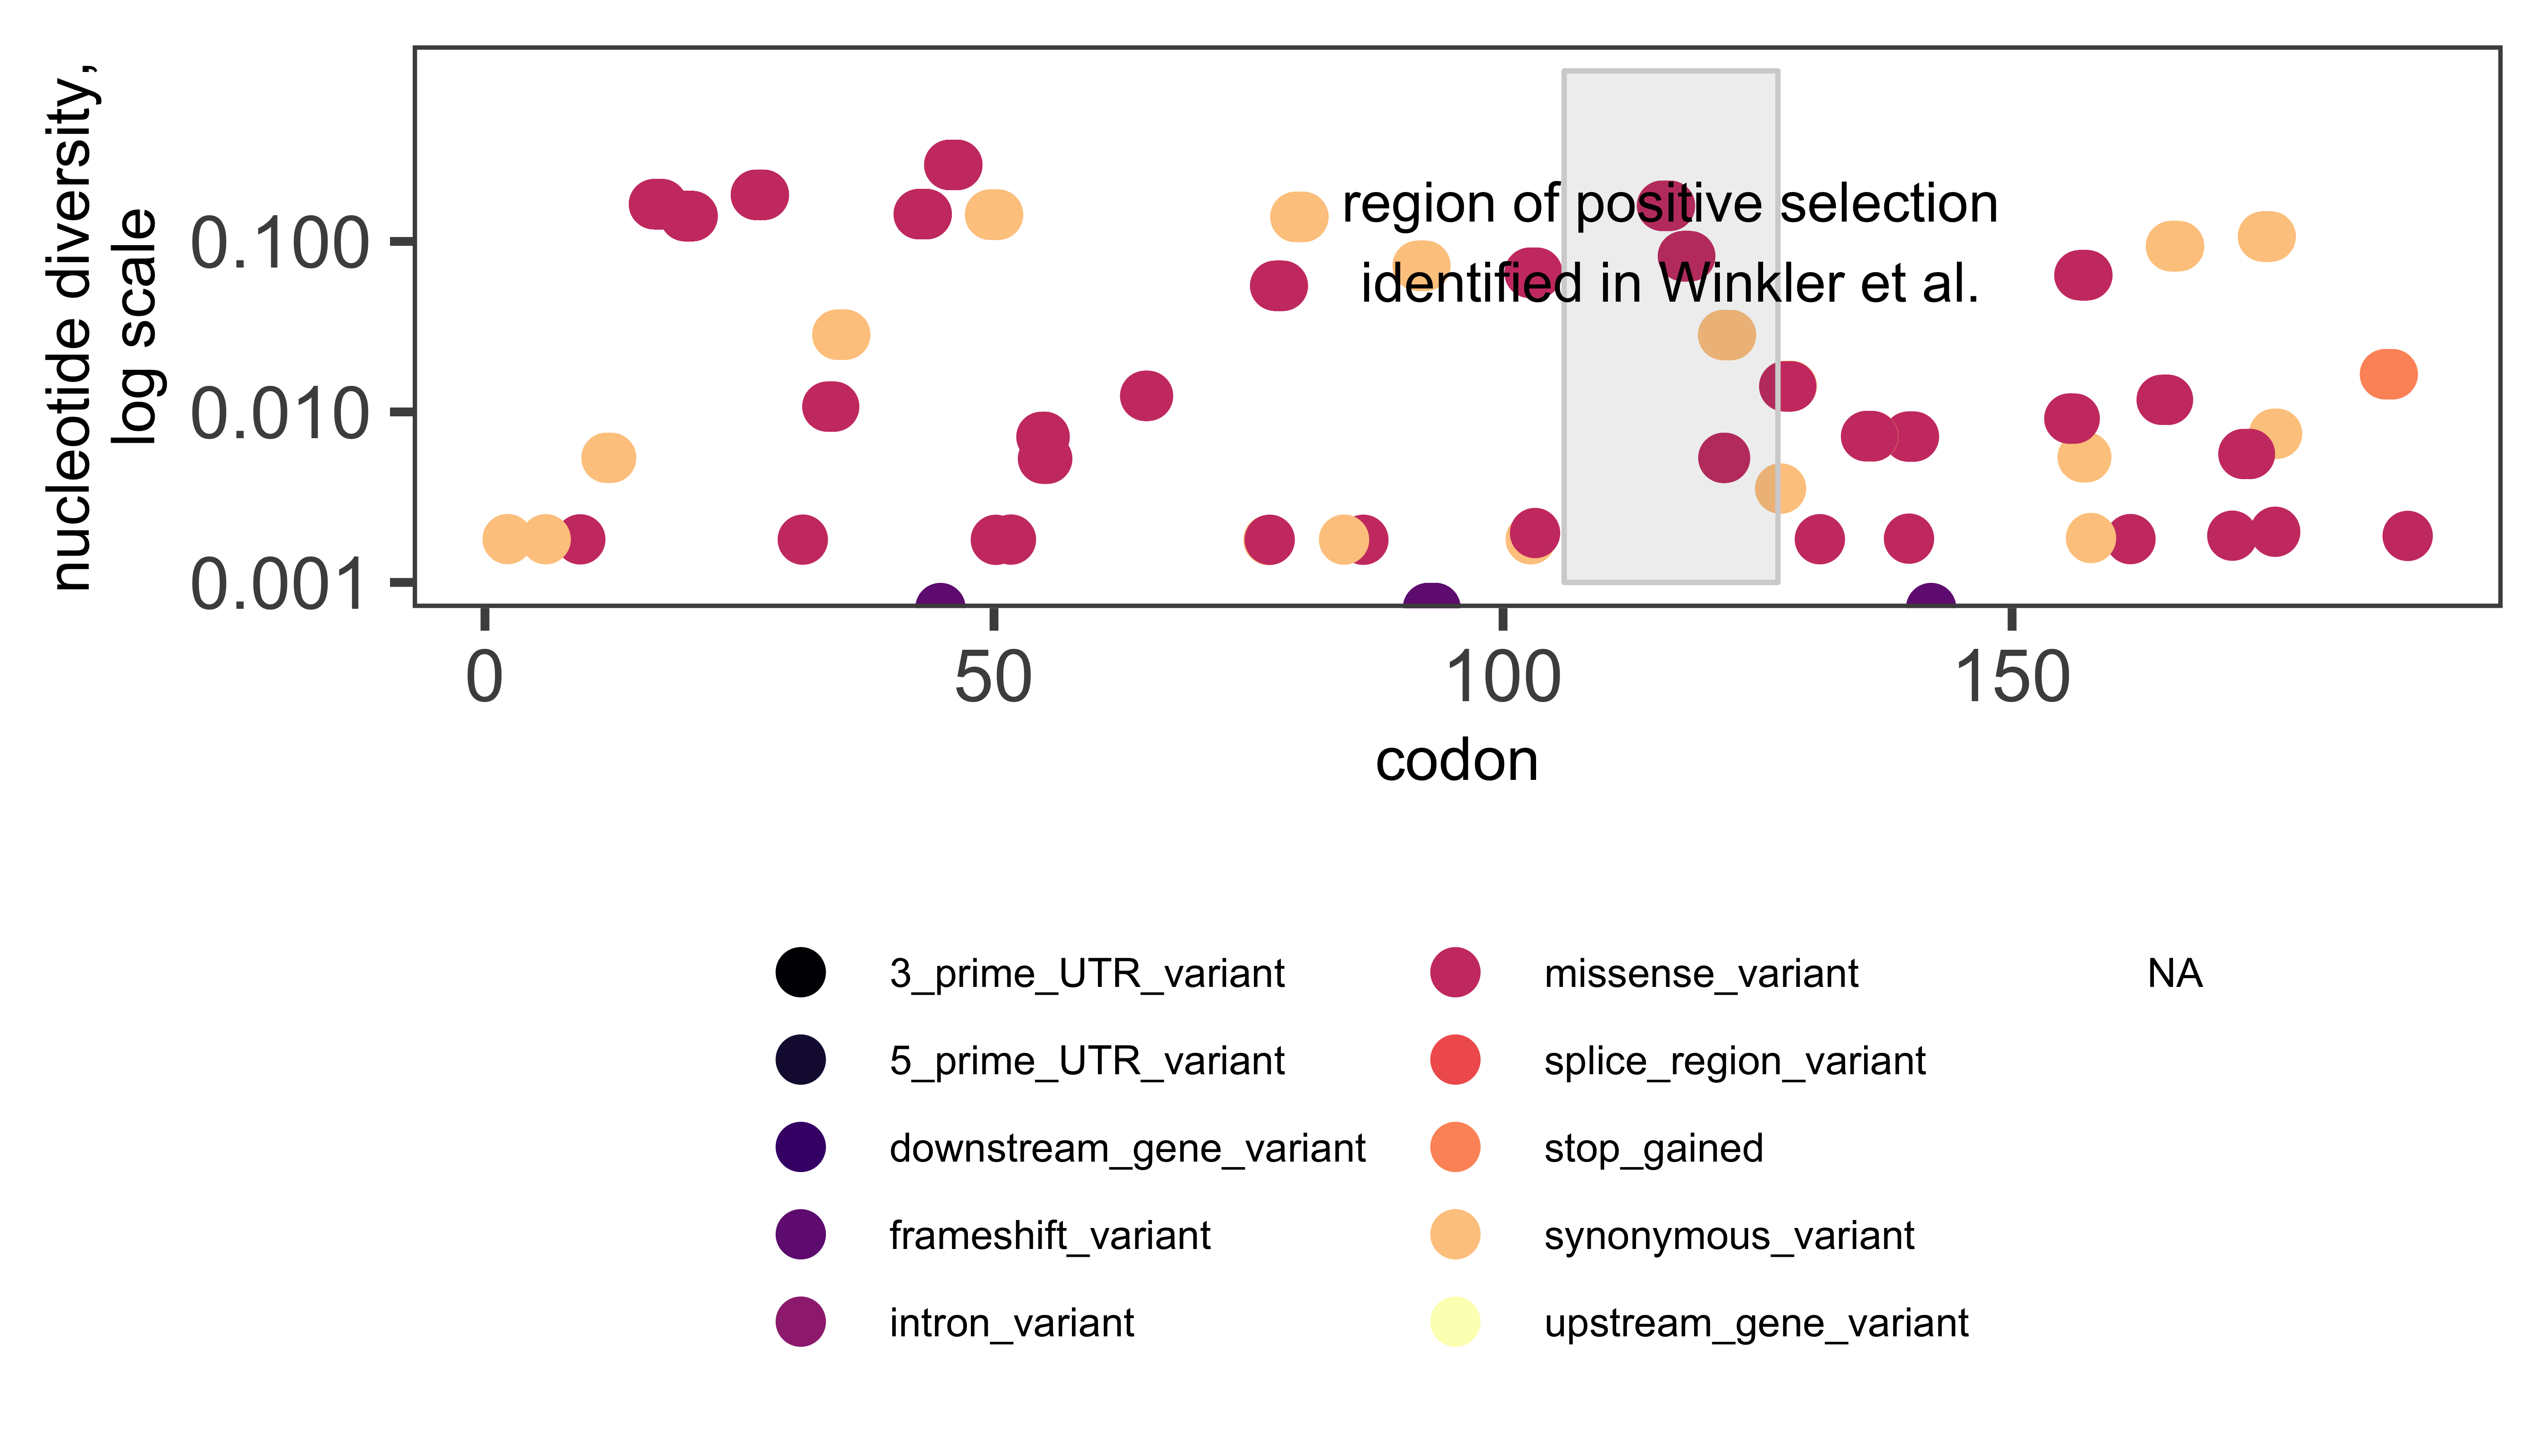 nucleotide diversity,
log scale
0.100
0.010
0.001
region of positive selection
identified in Winkler et al.
0 50 100 150
codon
3_prime_UTR_variant missense_variant NA
5_prime_UTR_variant splice_region_variant
downstream_gene_variant stop_gained
frameshift_variant synonymous_variant
intron_variant upstream_gene_variant